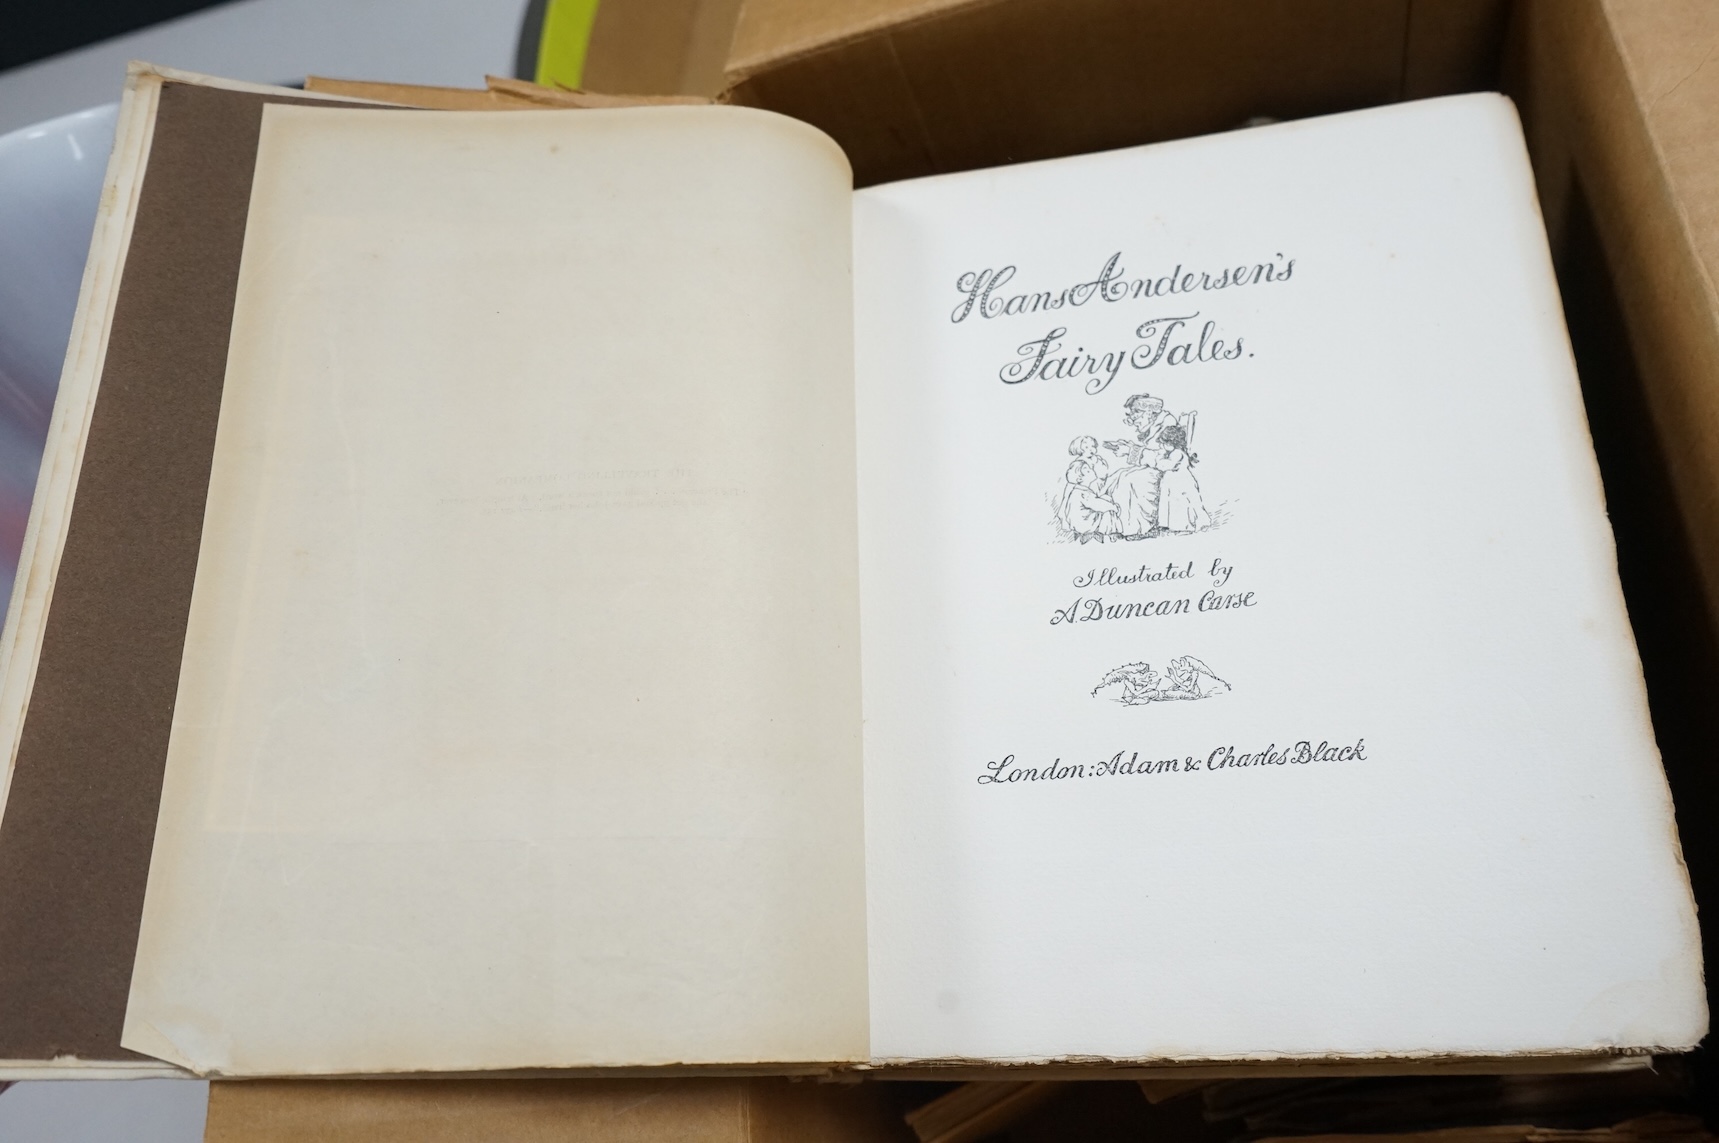 Hans Andersen's
Fairy Tales.
Illustrated by
A. Duncan Carse
London: Adam & Charles Black